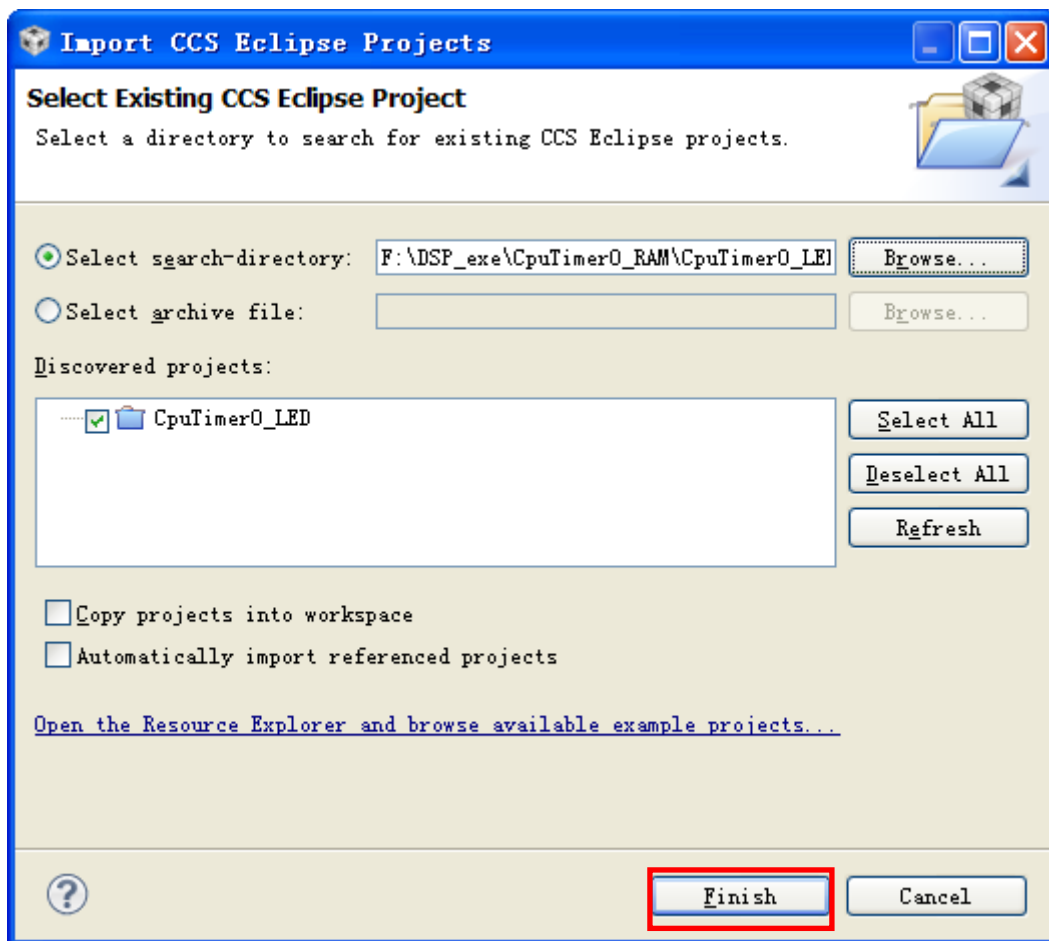 Import CCS Eclipse Projects
Select Existing CCS Eclipse Project
Select a directory to search for existing CCS Eclipse projects.
Select search-directory: F:\DSP_exe\CpuTimer0_RAM\CpuTimer0_LED Browse...
Select archive file: Browse...
Discovered projects:
CpuTimer0_LED
Select All
Deselect All
Refresh
Copy projects into workspace
Automatically import referenced projects
Open the Resource Explorer and browse available example projects...
? Finish Cancel